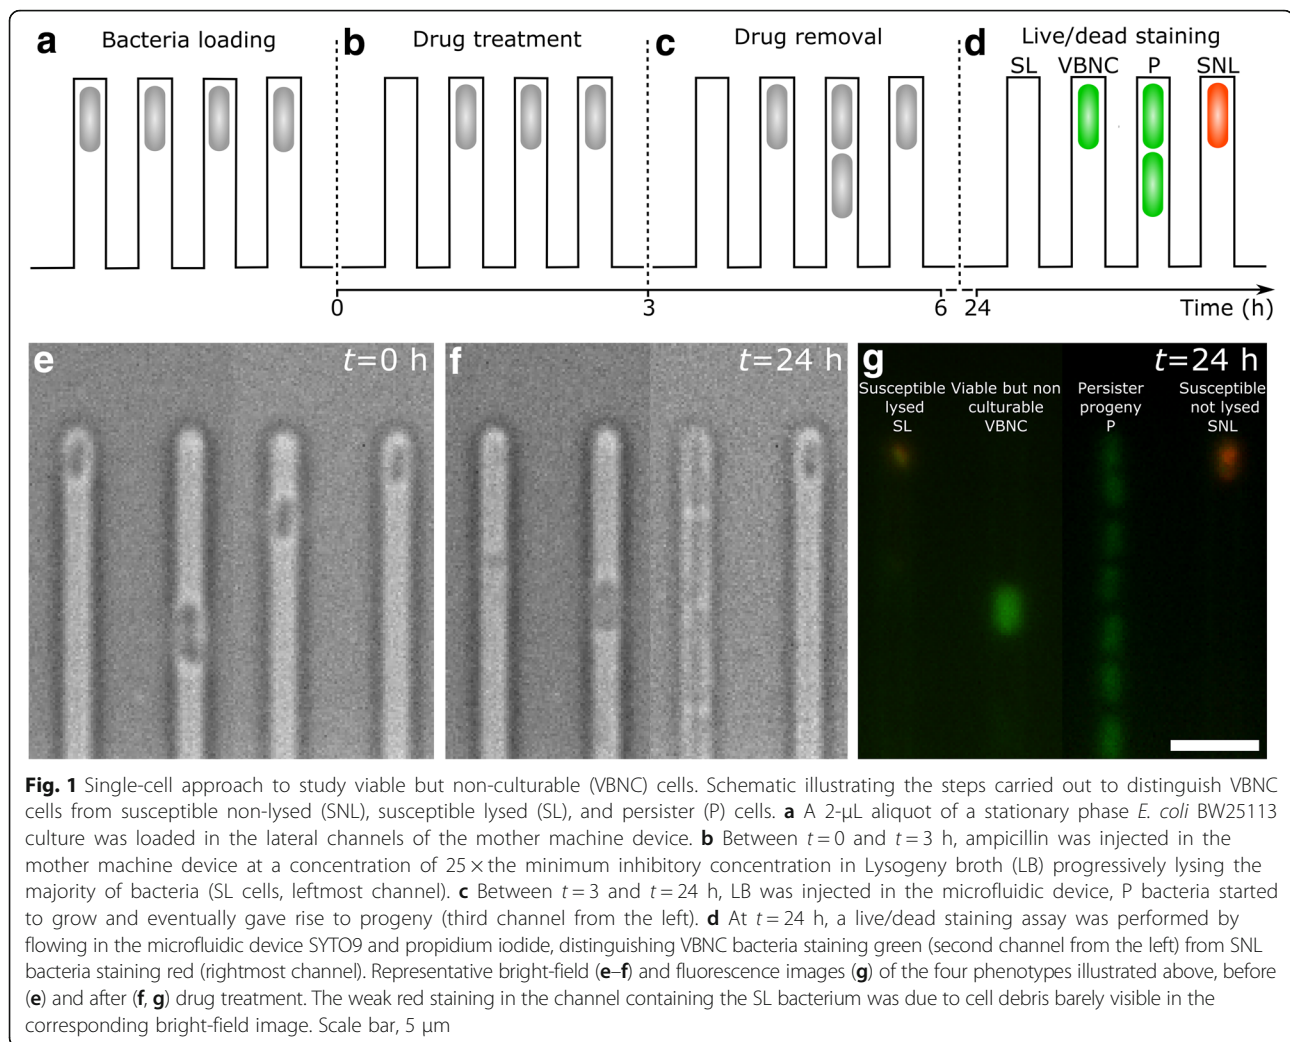 a Bacteria loading
b Drug treatment
c Drug removal
d Live/dead staining
SL VBNC P SNL
0 3 6 24 Time (h)
e t=0 h
f t=24 h
g t=24 h
Susceptible lysed SL
Viable but non culturable VBNC
Persister progeny P
Susceptible not lysed SNL
Fig. 1 Single-cell approach to study viable but non-culturable (VBNC) cells. Schematic illustrating the steps carried out to distinguish VBNC
cells from susceptible non-lysed (SNL), susceptible lysed (SL), and persister (P) cells. a A 2-μL aliquot of a stationary phase E. coli BW25113
culture was loaded in the lateral channels of the mother machine device. b Between t = 0 and t = 3 h, ampicillin was injected in the
mother machine device at a concentration of 25 × the minimum inhibitory concentration in Lysogeny broth (LB) progressively lysing the
majority of bacteria (SL cells, leftmost channel). c Between t = 3 and t = 24 h, LB was injected in the microfluidic device, P bacteria started
to grow and eventually gave rise to progeny (third channel from the left). d At t = 24 h, a live/dead staining assay was performed by
flowing in the microfluidic device SYTO9 and propidium iodide, distinguishing VBNC bacteria staining green (second channel from the left) from SNL
bacteria staining red (rightmost channel). Representative bright-field (e–f) and fluorescence images (g) of the four phenotypes illustrated above, before
(e) and after (f, g) drug treatment. The weak red staining in the channel containing the SL bacterium was due to cell debris barely visible in the
corresponding bright-field image. Scale bar, 5 μm